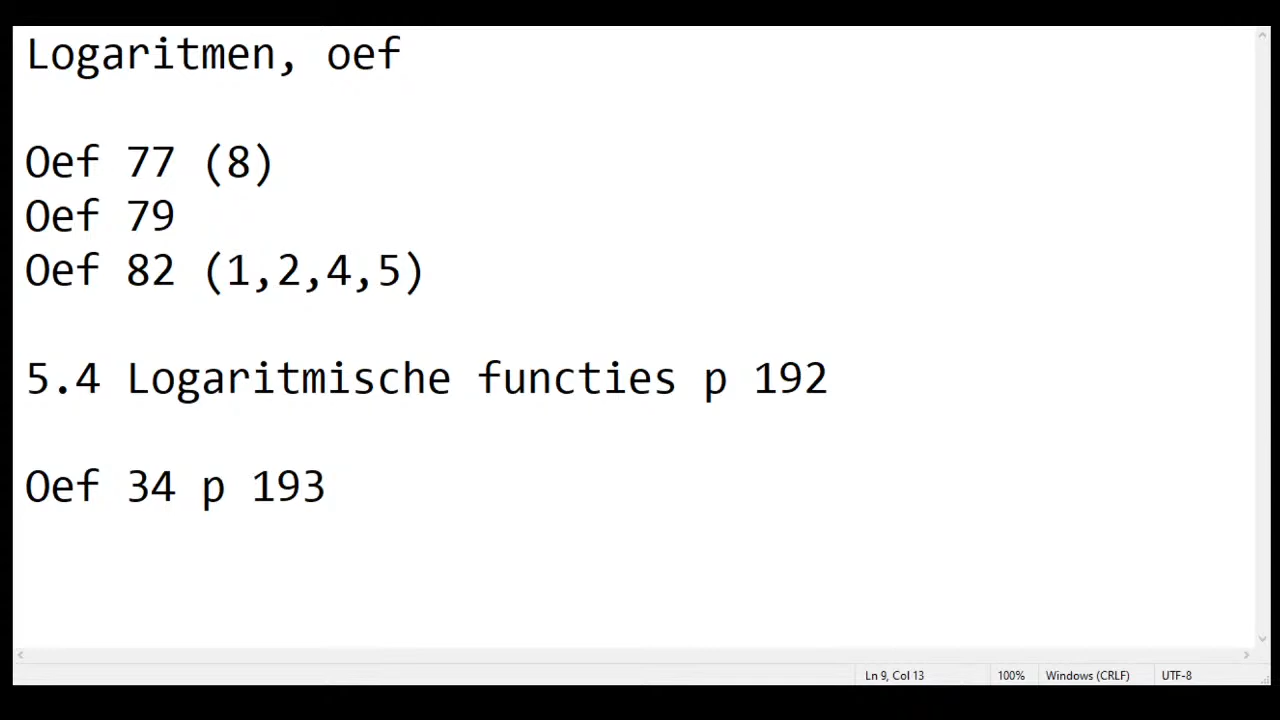 Logaritmen, oef
Oef 77 (8)
Oef 79
Oef 82 (1,2,4,5)
5.4 Logaritmische functies p 192
Oef 34 p 193
Ln 9, Col 13 100% Windows (CRLF) UTF-8